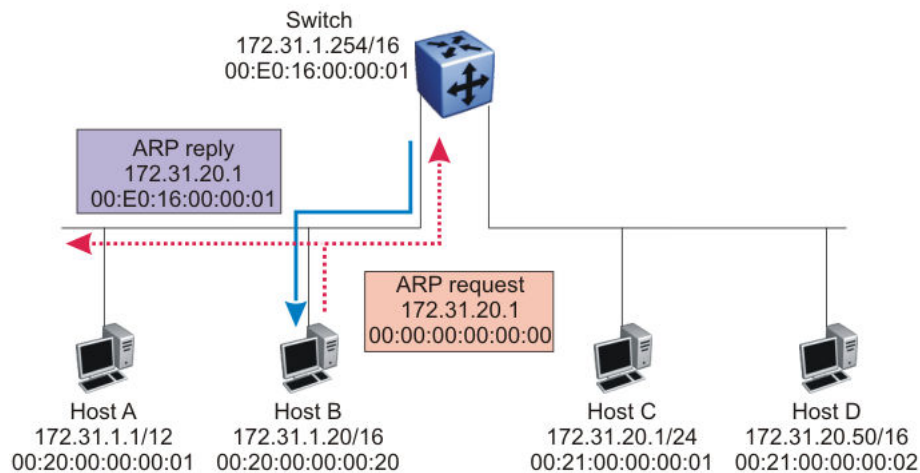 Switch
172.31.1.254/16
00:E0:16:00:00:01
ARP reply
172.31.20.1
00:E0:16:00:00:01
ARP request
172.31.20.1
00:00:00:00:00:00
Host A
172.31.1.1/12
00:20:00:00:00:01
Host B
172.31.1.20/16
00:20:00:00:00:20
Host C
172.31.20.1/24
00:21:00:00:00:01
Host D
172.31.20.50/16
00:21:00:00:00:02